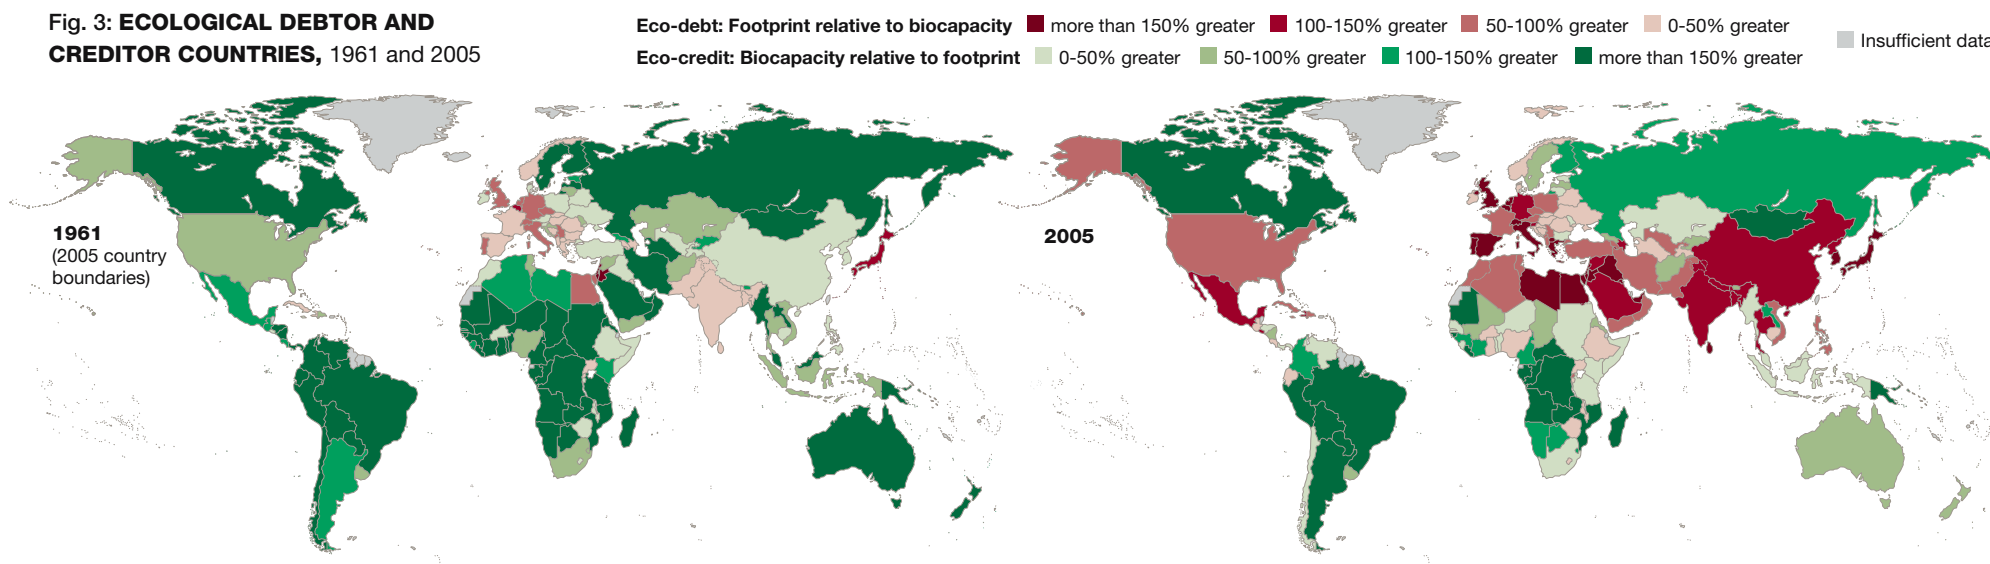 Fig. 3: ECOLOGICAL DEBTOR AND
CREDITOR COUNTRIES, 1961 and 2005
Eco-debt: Footprint relative to biocapacity more than 150% greater 100-150% greater 50-100% greater 0-50% greater
Eco-credit: Biocapacity relative to footprint 0-50% greater 50-100% greater 100-150% greater more than 150% greater
Insufficient data
1961
(2005 country
boundaries)
2005